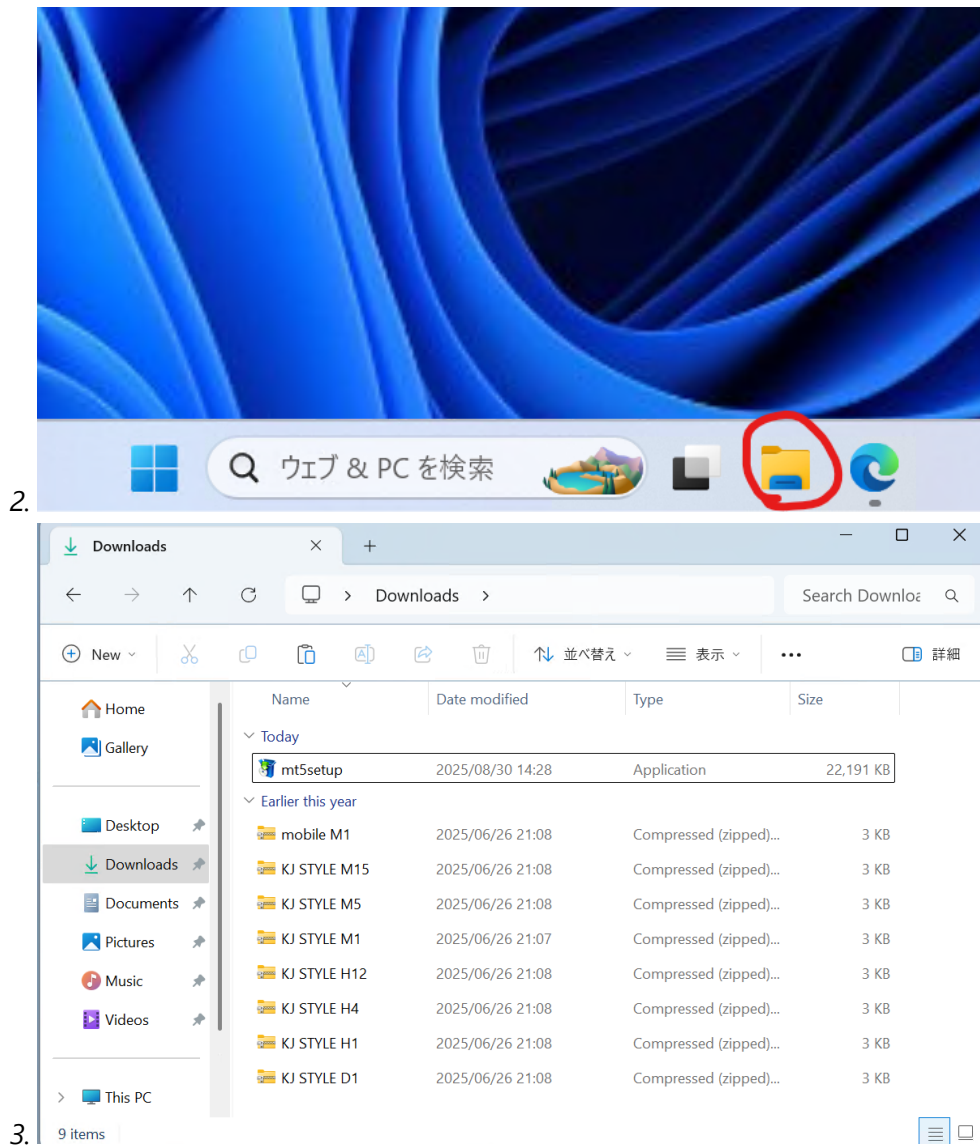 ウェブ & PC を検索
2.
Downloads
Downloads
Search Downloa
New
並べ替え
表示
詳細
Name Date modified Type Size
Home
Gallery
Desktop
Downloads
Documents
Pictures
Music
Videos
This PC
Today
mt5setup 2025/08/30 14:28 Application 22,191 KB
Earlier this year
mobile M1 2025/06/26 21:08 Compressed (zipped)... 3 KB
KJ STYLE M15 2025/06/26 21:08 Compressed (zipped)... 3 KB
KJ STYLE M5 2025/06/26 21:08 Compressed (zipped)... 3 KB
KJ STYLE M1 2025/06/26 21:07 Compressed (zipped)... 3 KB
KJ STYLE H12 2025/06/26 21:08 Compressed (zipped)... 3 KB
KJ STYLE H4 2025/06/26 21:08 Compressed (zipped)... 3 KB
KJ STYLE H1 2025/06/26 21:08 Compressed (zipped)... 3 KB
KJ STYLE D1 2025/06/26 21:08 Compressed (zipped)... 3 KB
3.
9 items